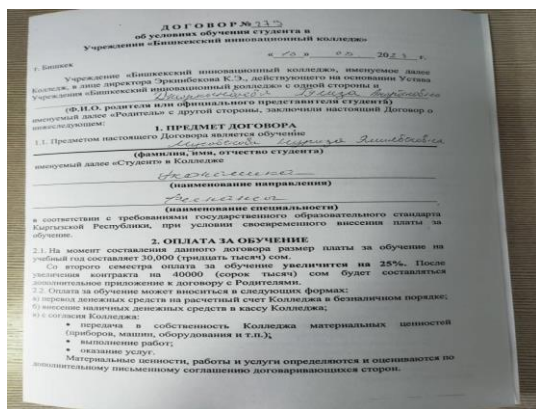 ДОГОВОР №
об условиях обучения студента в
Учреждении «Бишкекский инновационный колледж»
г. Бишкек
202 г.
Учреждение «Бишкекский инновационный колледж», именуемое далее
Колледж, в лице директора Эркинбекова К.Э., действующего на основании Устава
Учреждения «Бишкекский инновационный колледж» с одной стороны и
(Ф.И.О. родителя или официального представителя студента)
именуемый далее «Родитель» с другой стороны, заключили настоящий Договор о
нижеследующем:
1. ПРЕДМЕТ ДОГОВОРА
1.1. Предметом настоящего Договора является обучение
(фамилия, имя, отчество студента)
именуемый далее «Студент» в Колледже
Экономика
(наименование направления)
Финансы
(наименование специальности)
в соответствии с требованиями государственного образовательного стандарта
Кыргызской Республики, при условии своевременного внесения платы за
обучение.
2. ОПЛАТА ЗА ОБУЧЕНИЕ
2.1. На момент составления данного договора размер платы за обучение на
учебный год составляет 30,000 (тридцать тысяч) сом.
Со второго семестра оплата за обучение увеличится на 25%. После
увеличения контракта на 40000 (сорок тысяч) сом будет составляться
дополнительное приложение к договору с Родителями.
2.2. Оплата за обучение может вноситься в следующих формах:
а) перевод денежных средств на расчетный счет Колледжа в безналичном порядке;
б) внесение наличных денежных средств в кассу Колледжа;
в) с согласия Колледжа:
• передача в собственность Колледжа материальных ценностей
(приборов, машин, оборудования и т.п.);
• выполнение работ;
• оказание услуг.
Материальные ценности, работы и услуги определяются и оцениваются по
дополнительному письменному соглашению договаривающихся сторон.